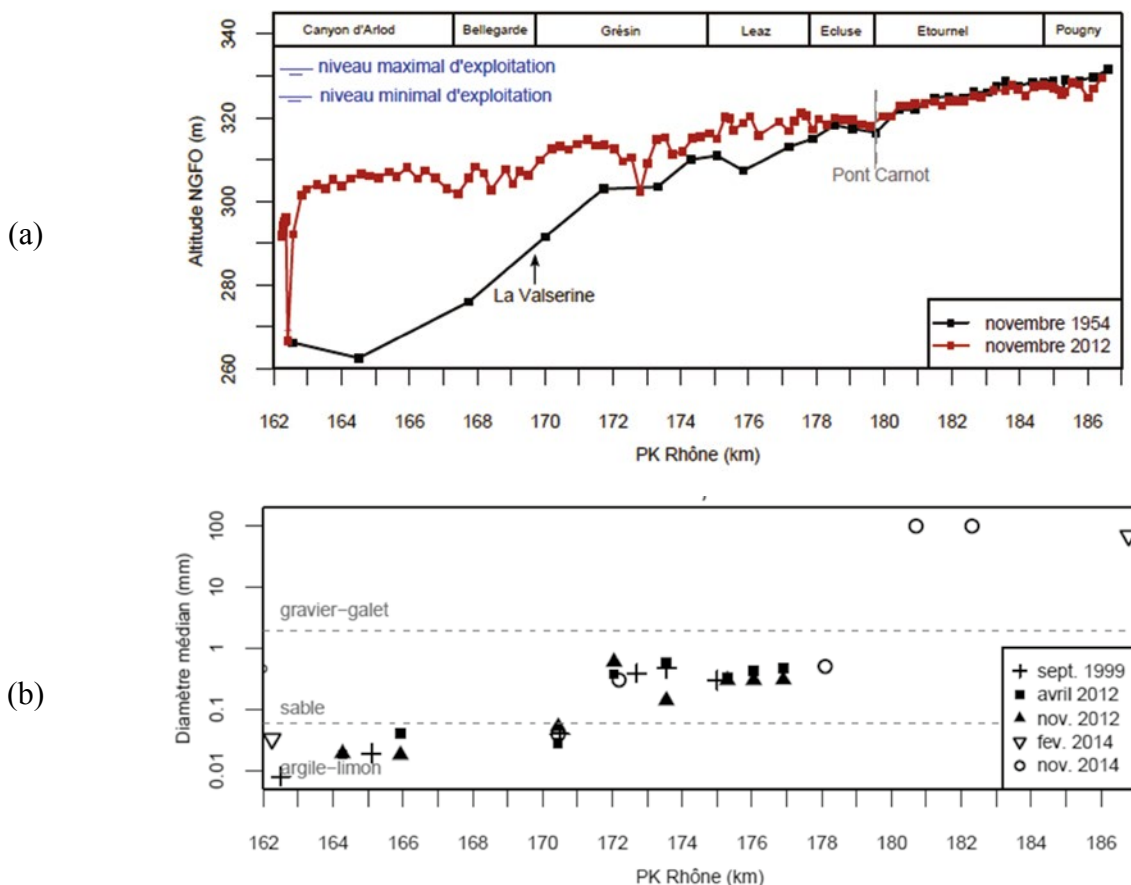 (a)
Canyon d'Arlod Bellegarde Grésin Leaz Ecluse Etournel Pougny
niveau maximal d'exploitation
niveau minimal d'exploitation
Altitude NGFO (m)
340
320
300
280
260
Pont Carnot
La Valserine
novembre 1954
novembre 2012
162 164 166 168 170 172 174 176 178 180 182 184 186
PK Rhône (km)
(b)
Diamètre médian (mm)
100
10
1
0.1
0.01
gravier-galet
sable
argile-limon
sept. 1999
avril 2012
nov. 2012
fev. 2014
nov. 2014
162 164 166 168 170 172 174 176 178 180 182 184 186
PK Rhône (km)